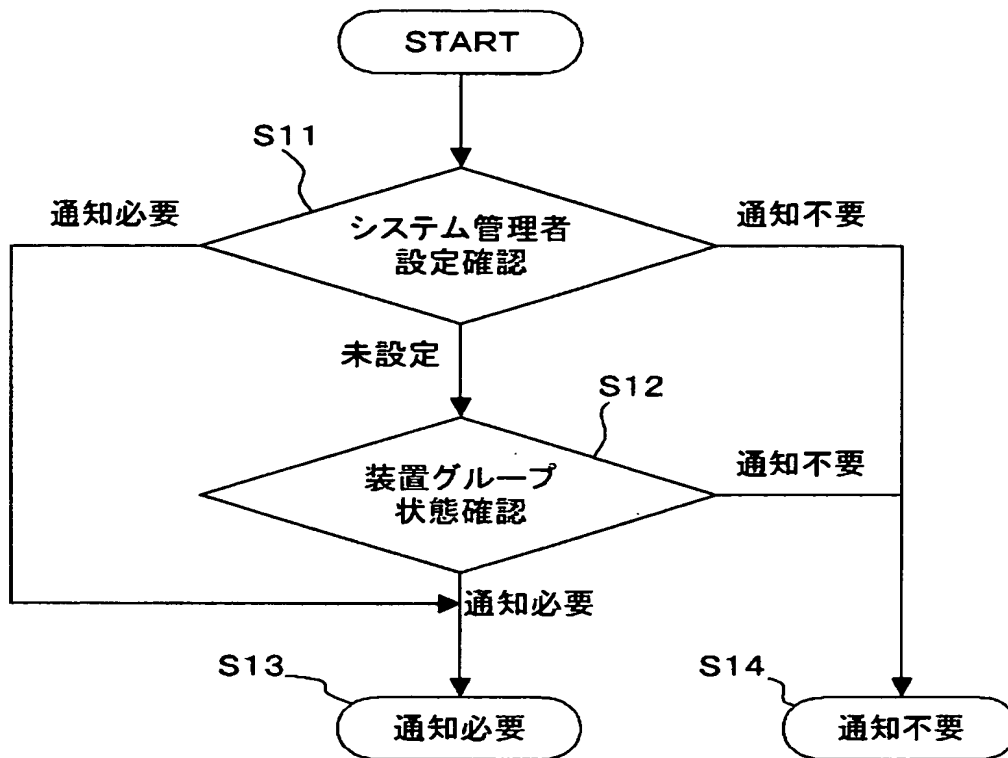 START
S11
通知必要
システム管理者
設定確認
通知不要
未設定
S12
装置グループ
状態確認
通知不要
通知必要
S13
通知必要
S14
通知不要